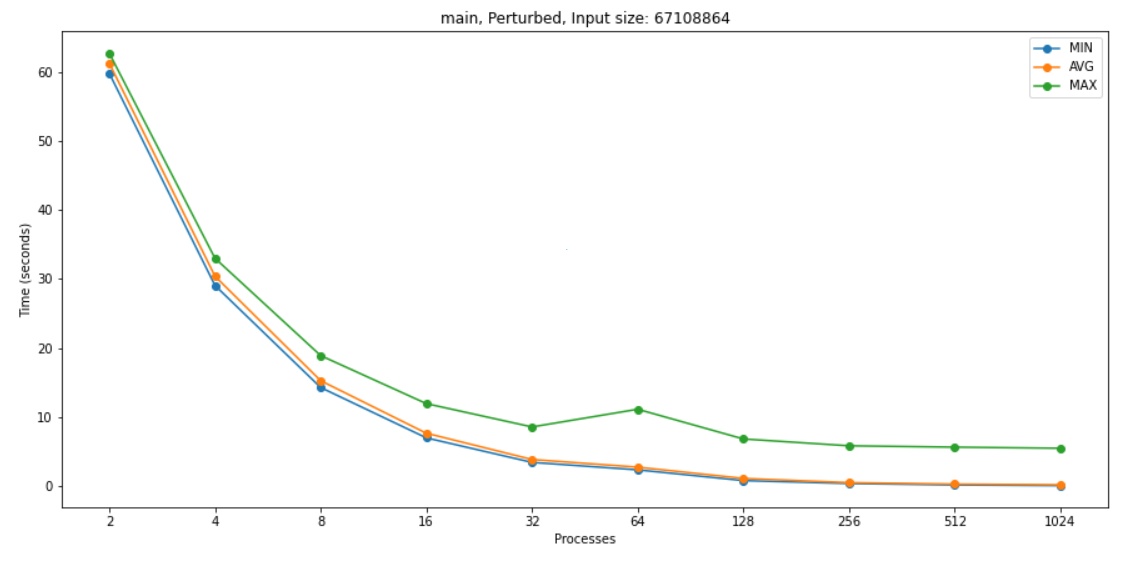 main, Perturbed, Input size: 67108864
MIN
AVG
MAX
Time (seconds)
60
50
40
30
20
10
0
2 4 8 16 32 64 128 256 512 1024
Processes